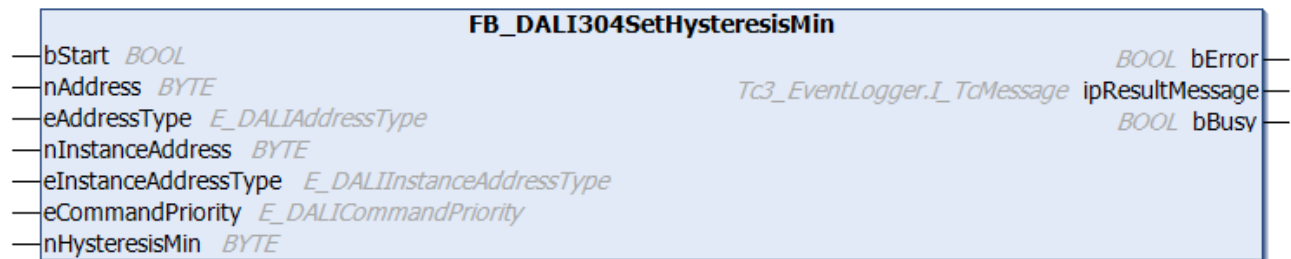 FB_DALI304SetHysteresisMin
bStart BOOL
BOOL bError
nAddress BYTE
Tc3_EventLogger.I_TcMessage ipResultMessage
eAddressType E_DALIAddressType
BOOL bBusy
nInstanceAddress BYTE
eInstanceAddressType E_DALIInstanceAddressType
eCommandPriority E_DALICommandPriority
nHysteresisMin BYTE